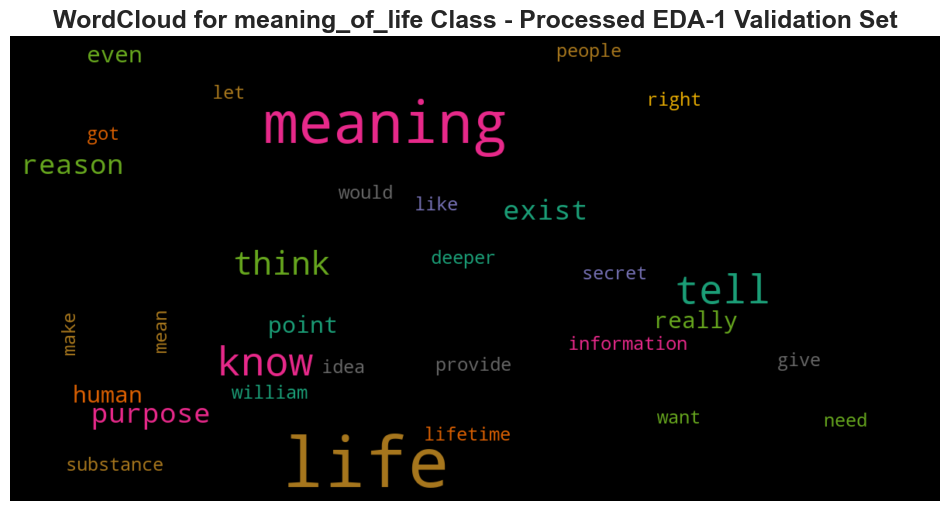 WordCloud for meaning_of_life Class - Processed EDA-1 Validation Set
even
people
let
right
meaning
got
reason
would
like
exist
think
deeper
secret
tell
make
mean
point
really
information
know
idea
provide
give
human
william
purpose
want
need
lifetime
substance
life